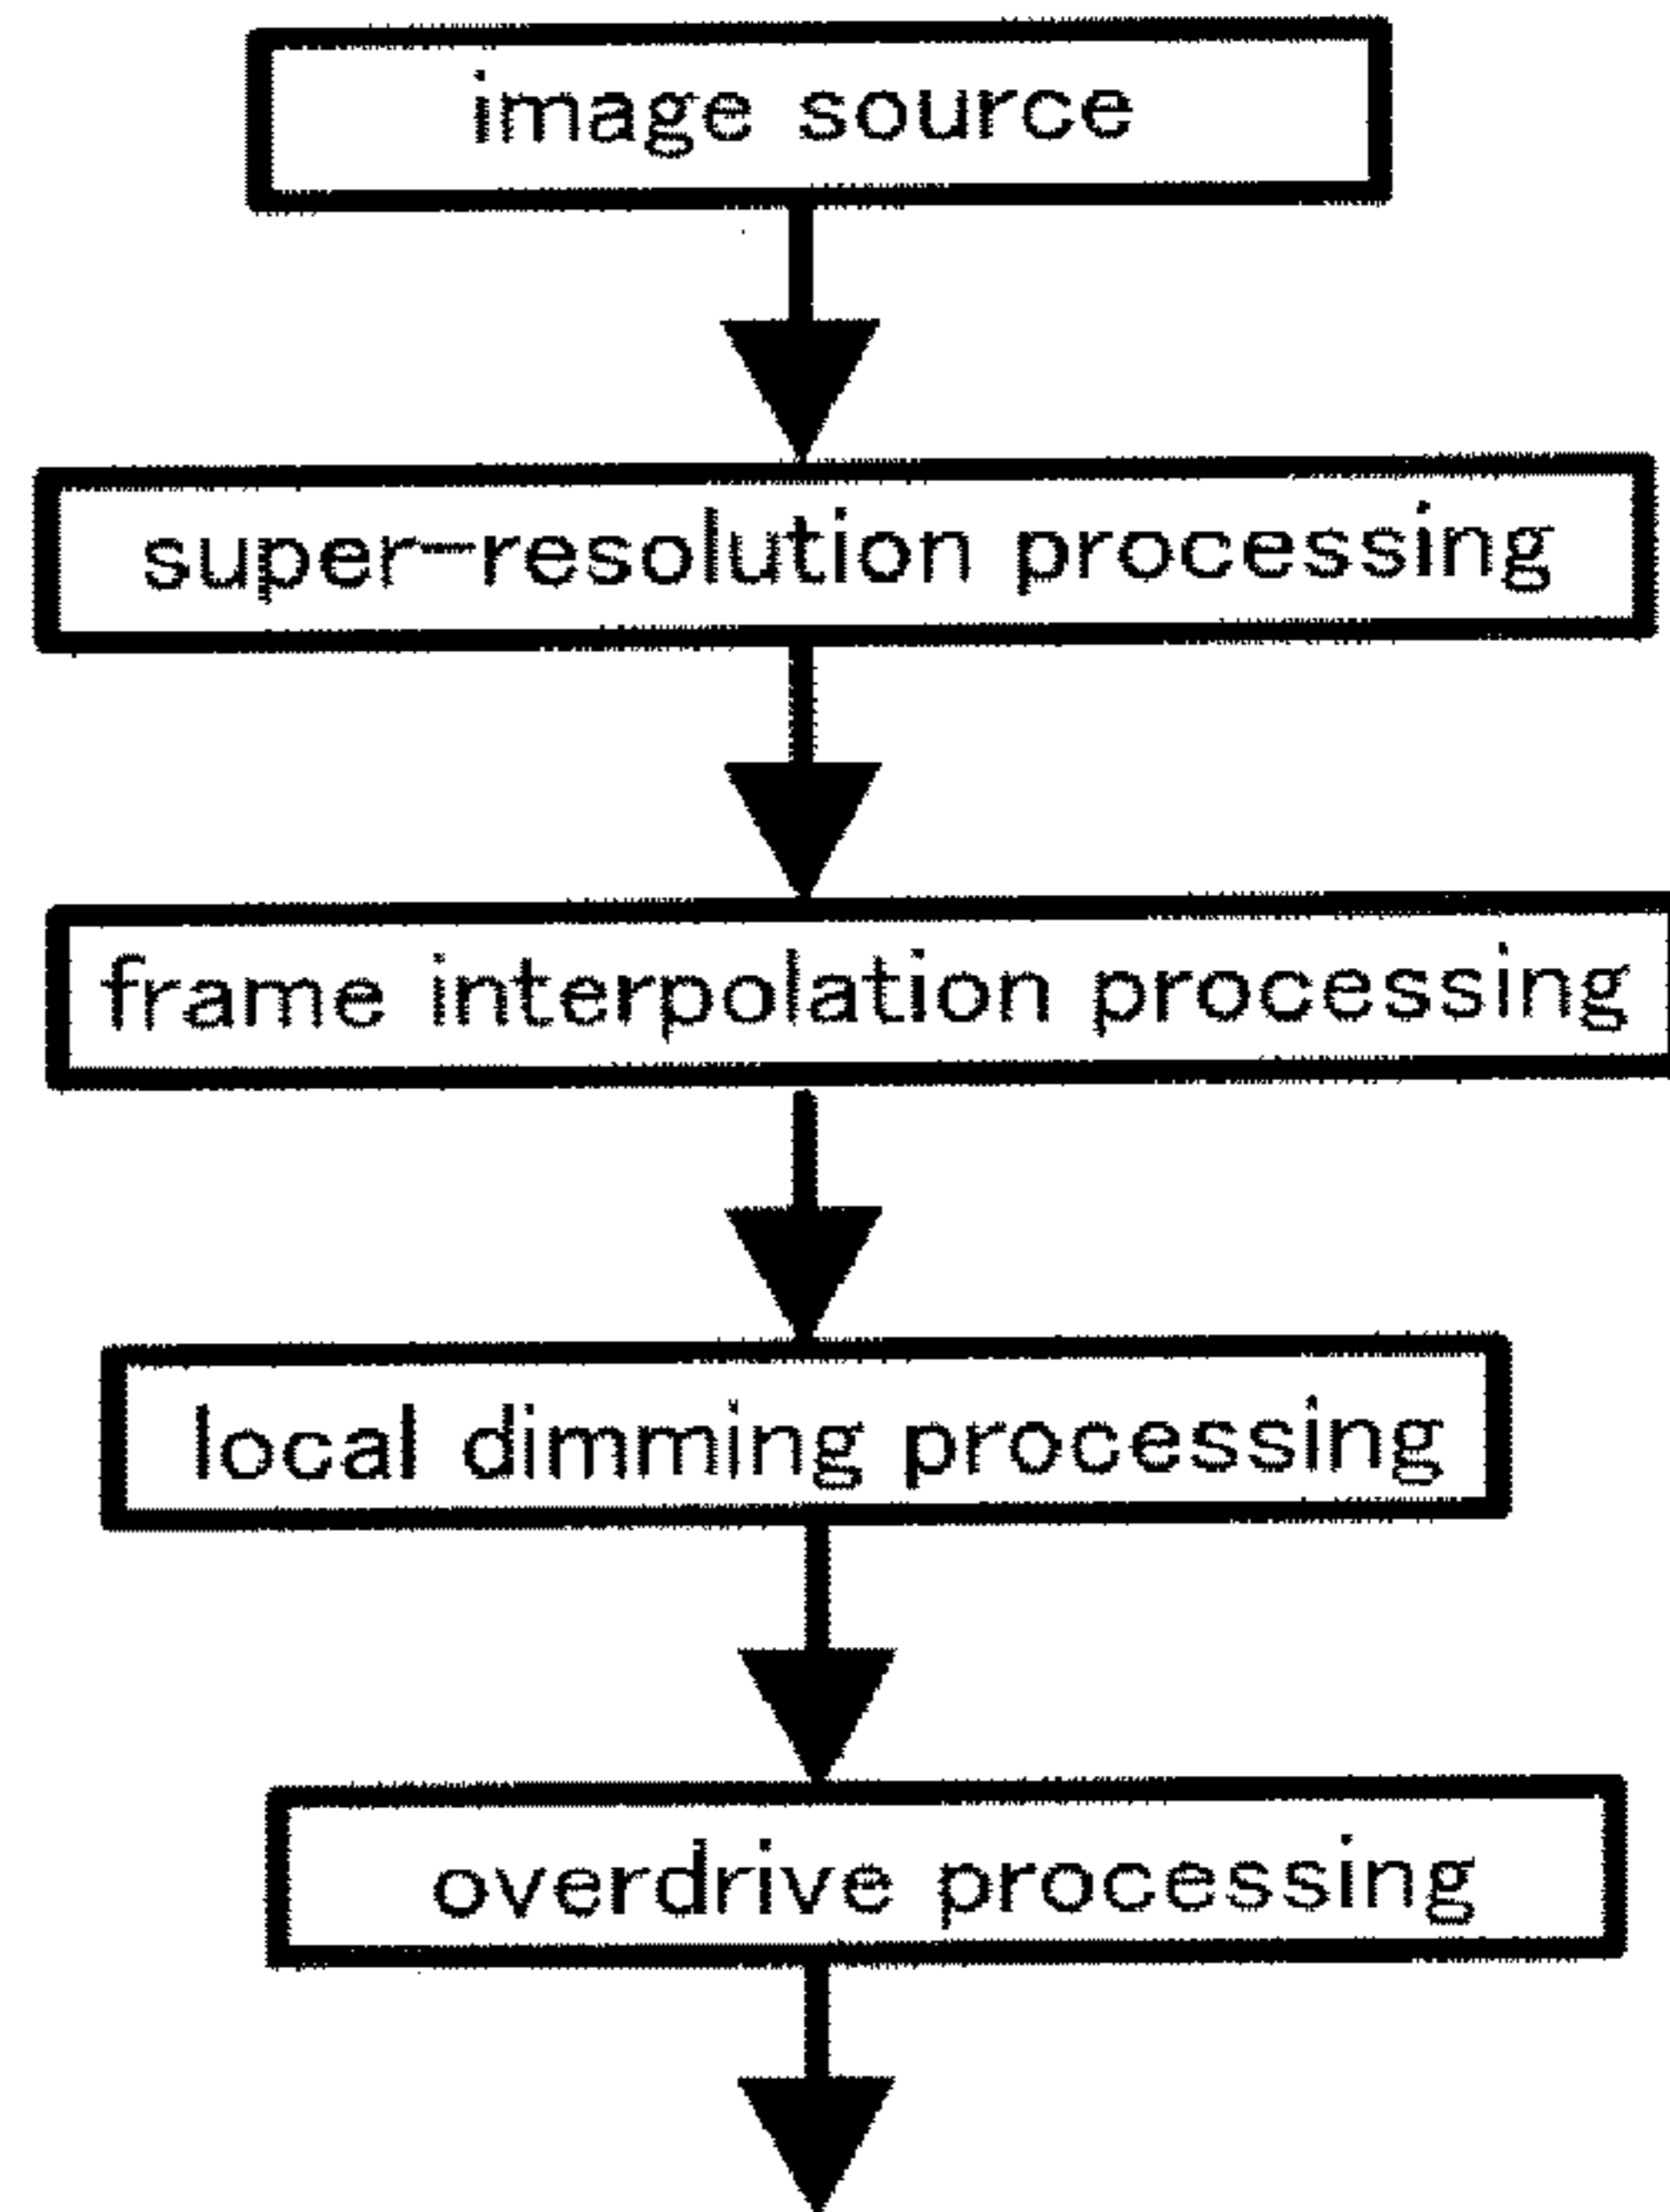 image source
super-resolution processing
frame interpolation processing
local dimming processing
overdrive processing